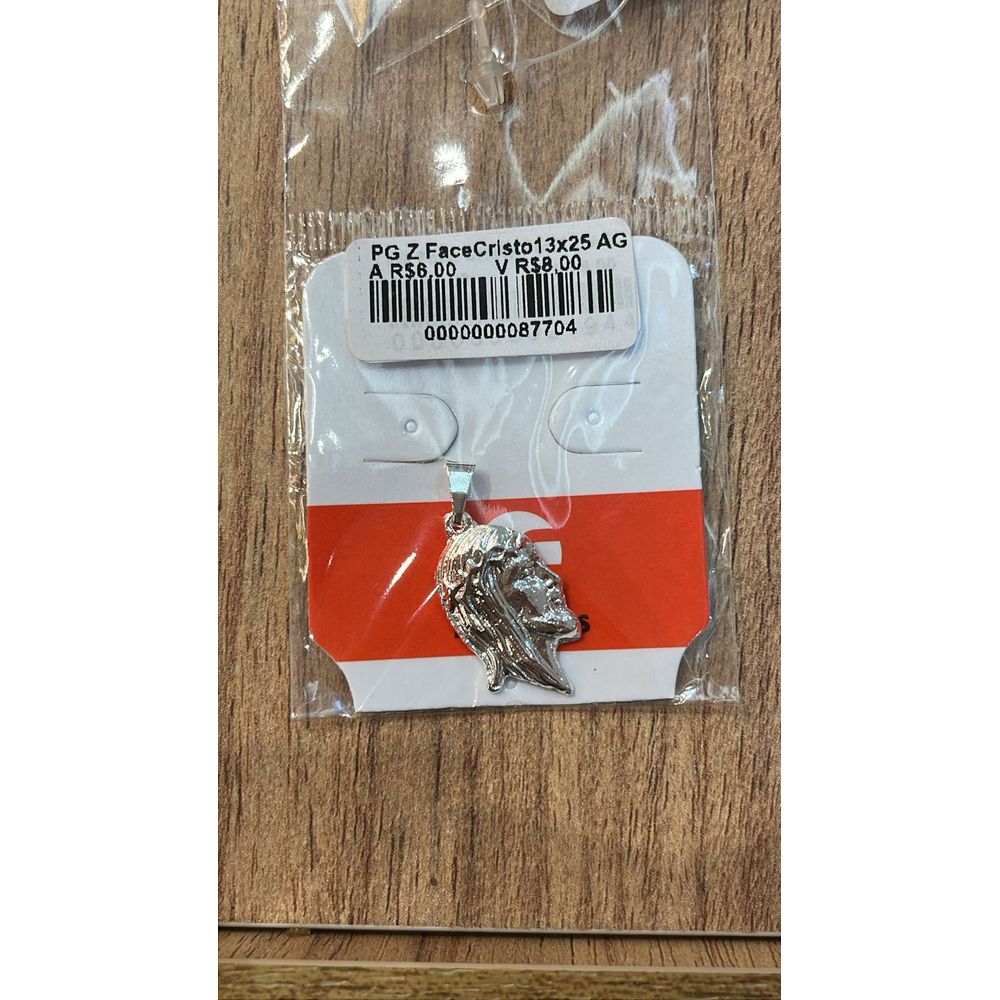 PG Z FaceCristo13x25 AG
A R$6,00 V R$8,00
0000000087704